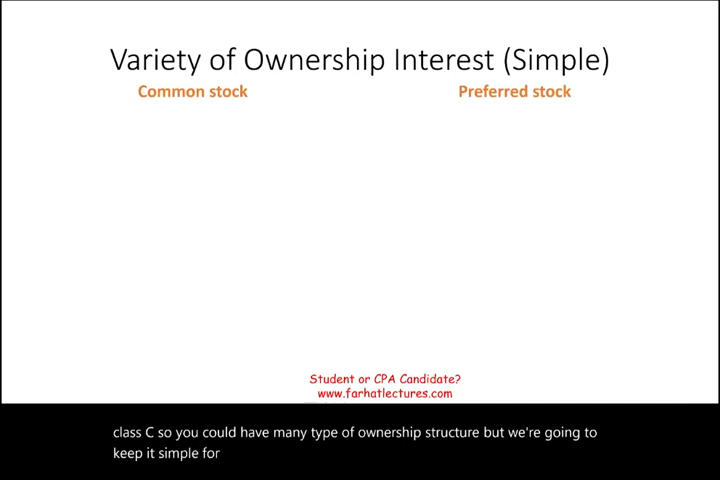 Variety of Ownership Interest (Simple)
Common stock Preferred stock
Student or CPA Candidate?
www.farhatlectures.com
class C so you could have many type of ownership structure but we're going to
keep it simple for